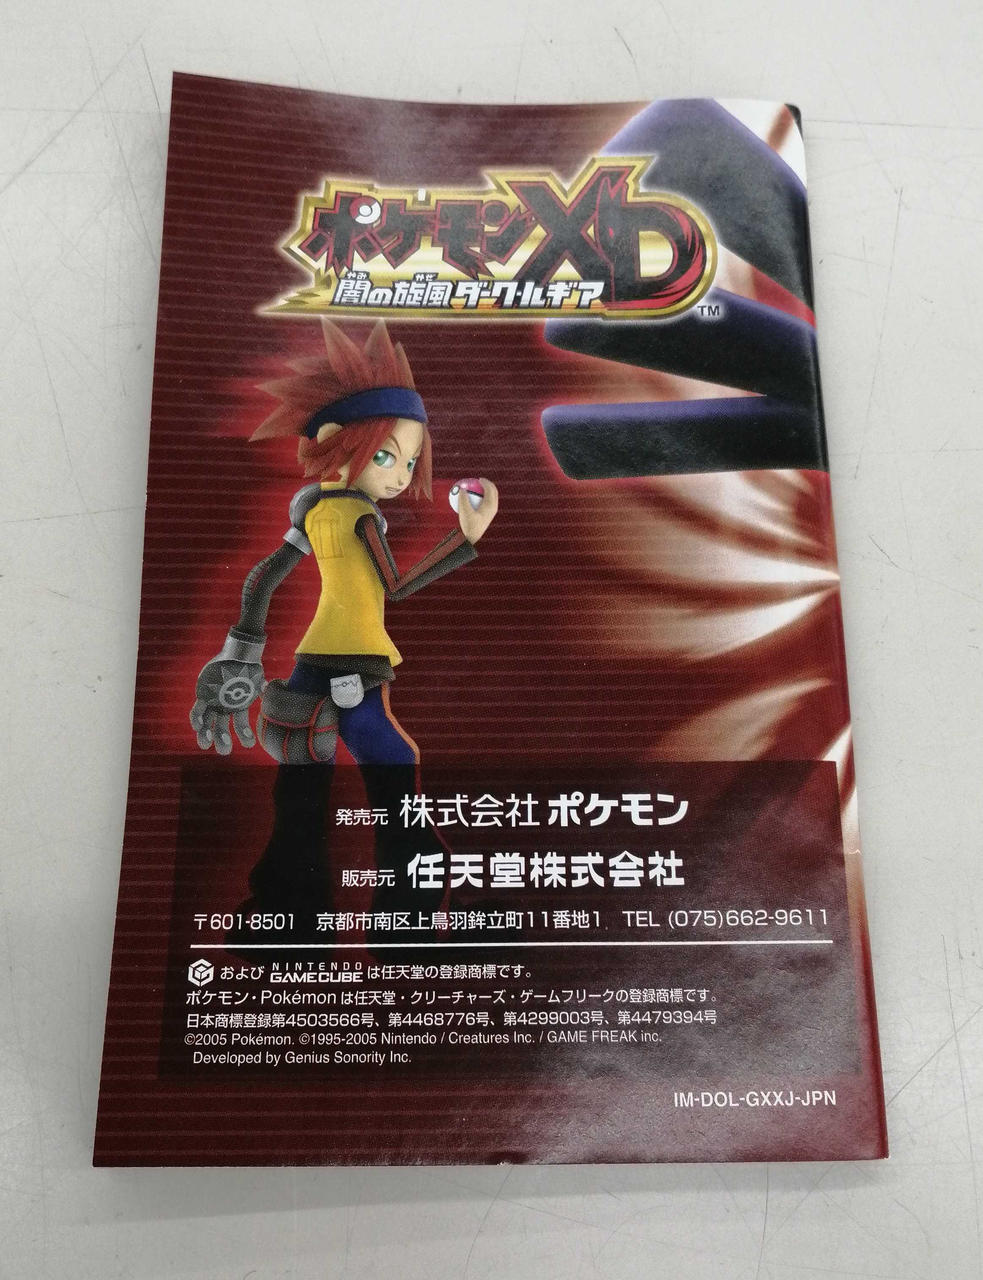 ポケモンXD
闇の旋風ダーク・ルギア
やみ かぜ
TM
発売元 株式会社 ポケモン
販売元 任天堂株式会社
〒601-8501 京都市南区上鳥羽鉾立町11番地1 TEL (075)662-9611
および NINTENDO GAMECUBE は任天堂の登録商標です。
ポケモン・Pokémon は任天堂・クリーチャーズ・ゲームフリークの登録商標です。
日本商標登録第4503566号、第4468776号、第4299003号、第4479394号
©2005 Pokémon. ©1995-2005 Nintendo / Creatures Inc. / GAME FREAK inc.
Developed by Genius Sonority Inc.
IM-DOL-GXXJ-JPN